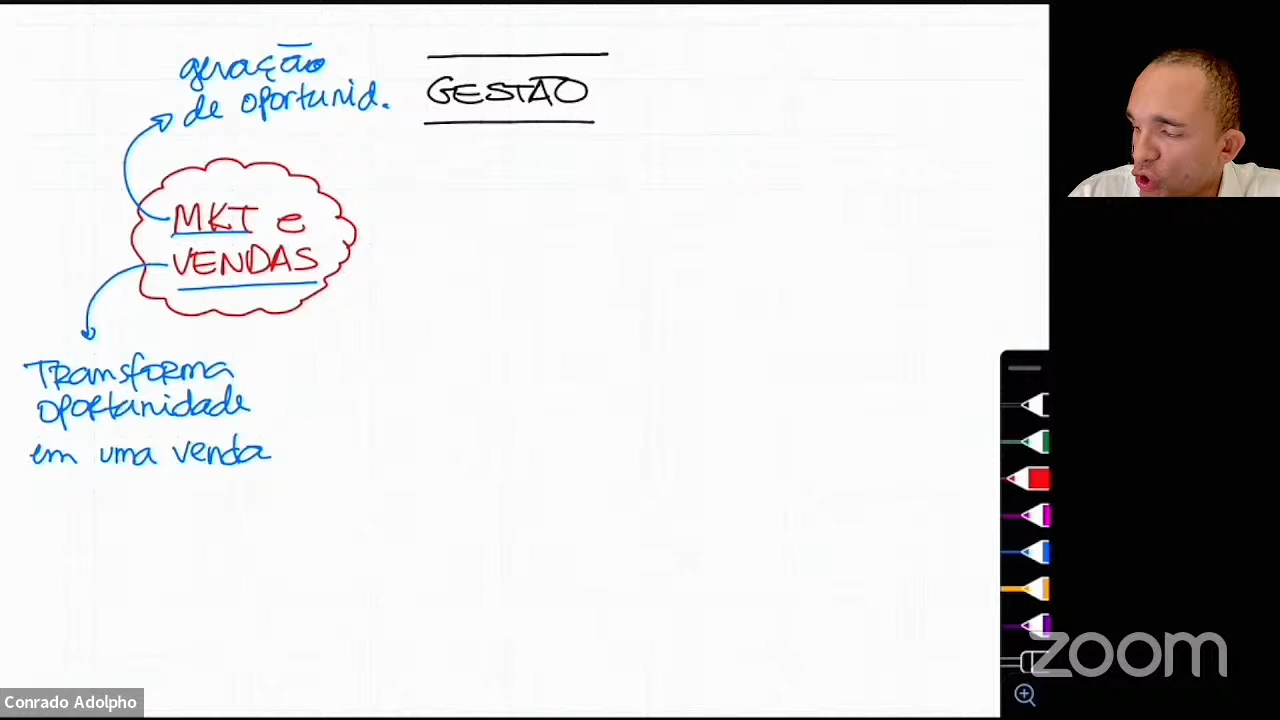 geração
de oportunid.
GESTÃO
MKT e
VENDAS
Transforma
oportunidade
em uma venda
zoom
Conrado Adolpho